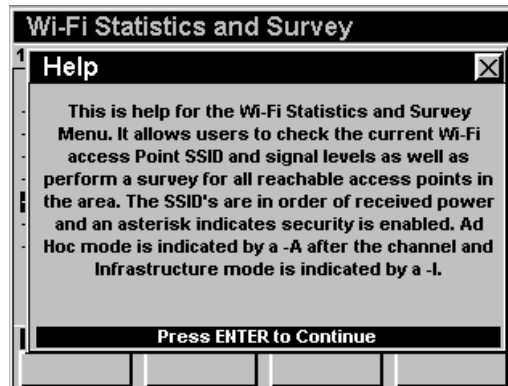 Wi-Fi Statistics and Survey
1
Help
This is help for the Wi-Fi Statistics and Survey
Menu. It allows users to check the current Wi-Fi
access Point SSID and signal levels as well as
perform a survey for all reachable access points in
the area. The SSID's are in order of received power
and an asterisk indicates security is enabled. Ad
Hoc mode is indicated by a -A after the channel and
Infrastructure mode is indicated by a -I.
Press ENTER to Continue